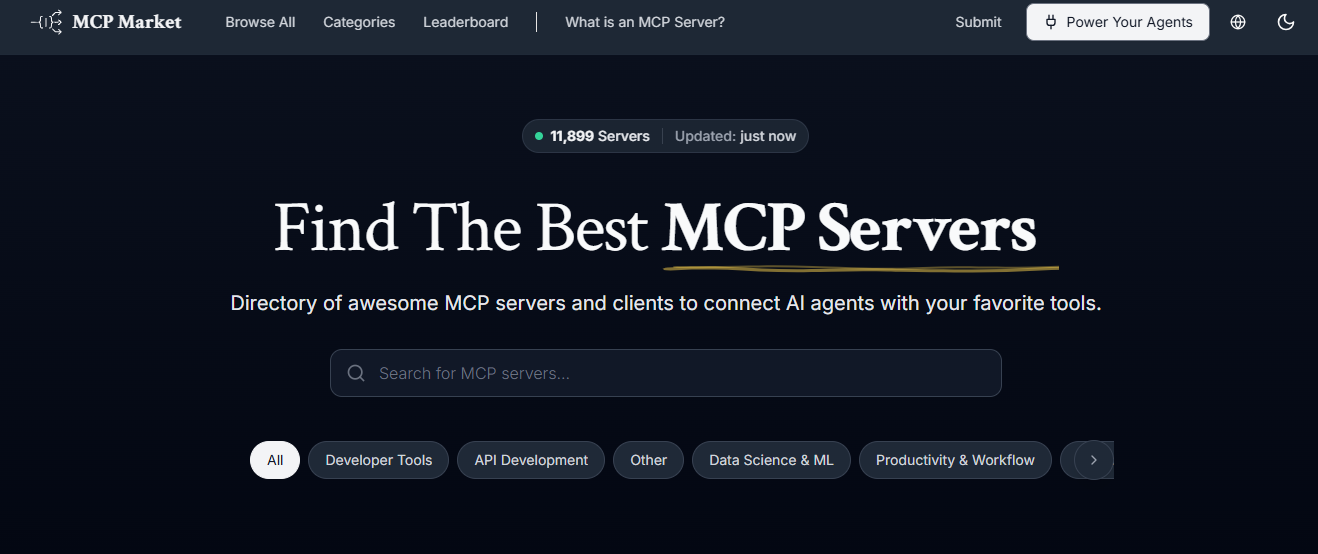 MCP Market Browse All Categories Leaderboard What is an MCP Server? Submit Power Your Agents
11,899 Servers Updated: just now
Find The Best MCP Servers
Directory of awesome MCP servers and clients to connect AI agents with your favorite tools.
Search for MCP servers...
All Developer Tools API Development Other Data Science & ML Productivity & Workflow